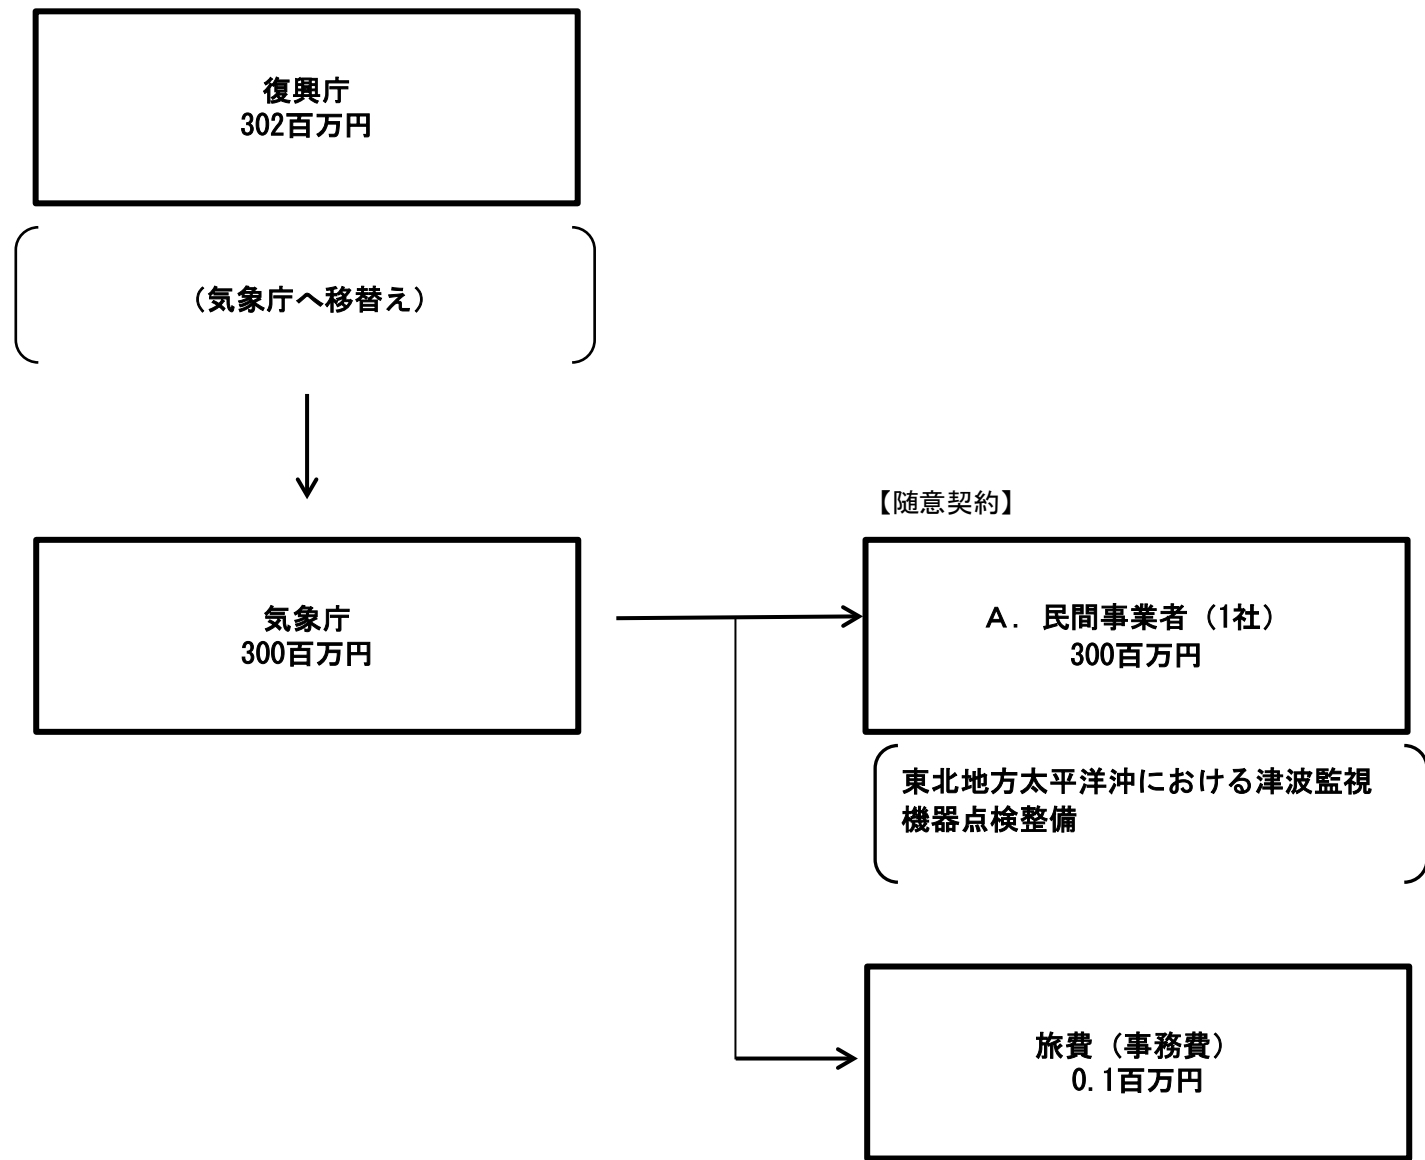 復興庁
302百万円
(気象庁へ移替え)
気象庁
300百万円
【随意契約】
A. 民間事業者(1社)
300百万円
東北地方太平洋沖における津波監視
機器点検整備
旅費(事務費)
0.1百万円